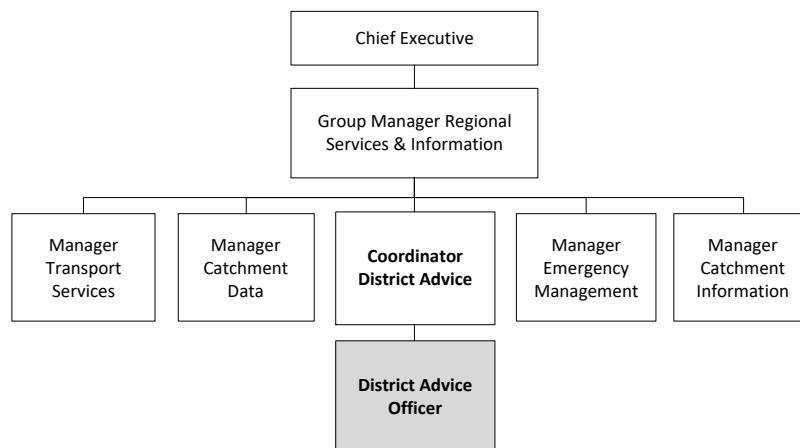 Chief Executive
Group Manager Regional
Services & Information
Manager
Transport
Services
Manager
Catchment
Data
Coordinator
District Advice
Manager
Emergency
Management
Manager
Catchment
Information
District Advice
Officer